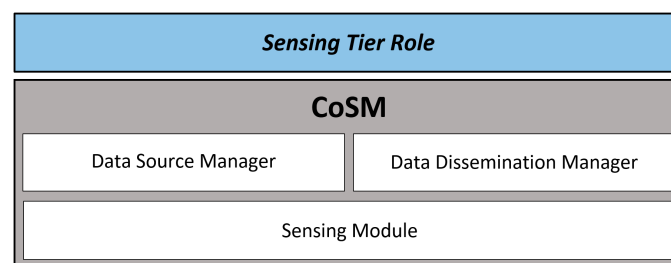 Sensing Tier Role
CoSM
Data Source Manager
Data Dissemination Manager
Sensing Module